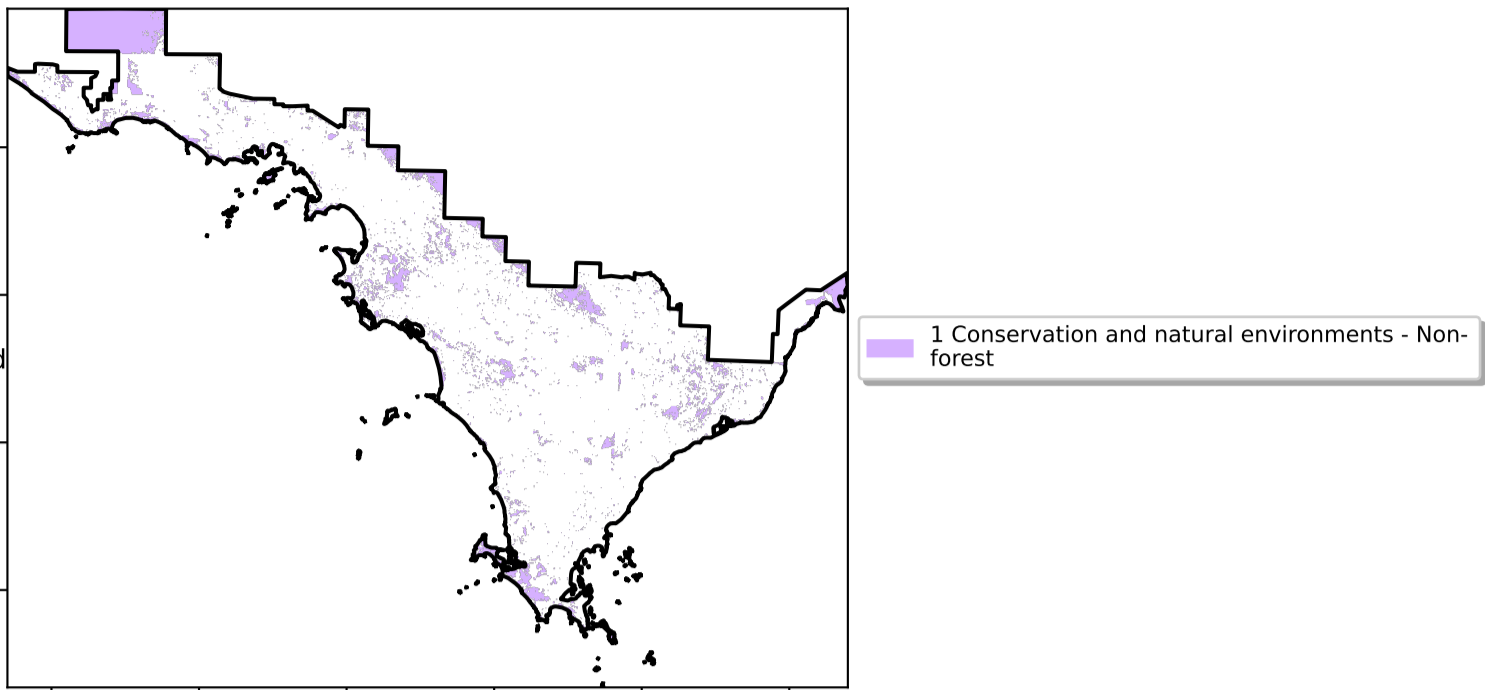 1 Conservation and natural environments - Non-
forest